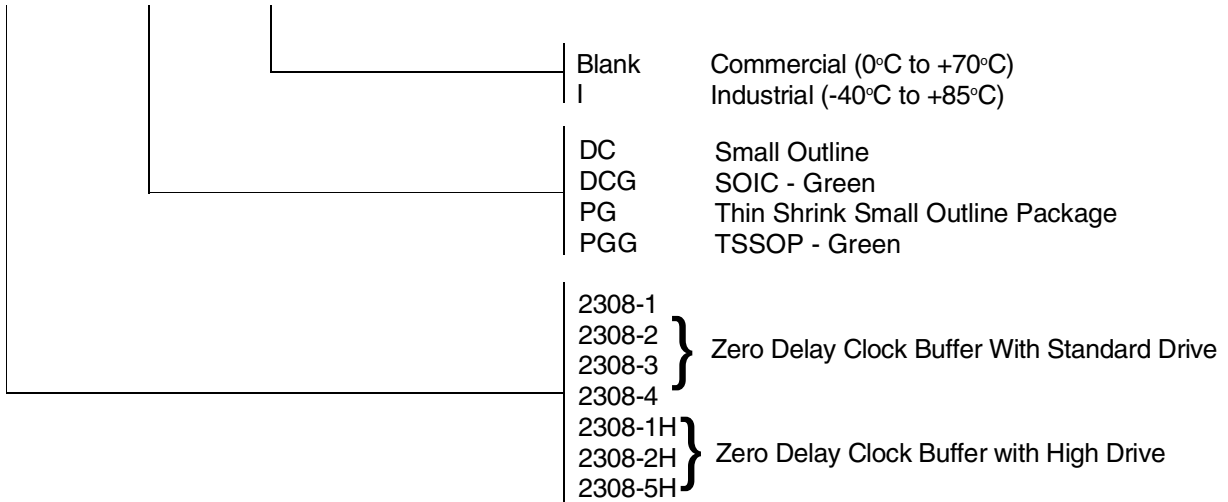 Blank Commercial (0°C to +70°C)
I Industrial (-40°C to +85°C)
DC Small Outline
DCG SOIC - Green
PG Thin Shrink Small Outline Package
PGG TSSOP - Green
2308-1
2308-2
2308-3
2308-4
} Zero Delay Clock Buffer With Standard Drive
2308-1H
2308-2H
2308-5H
} Zero Delay Clock Buffer with High Drive